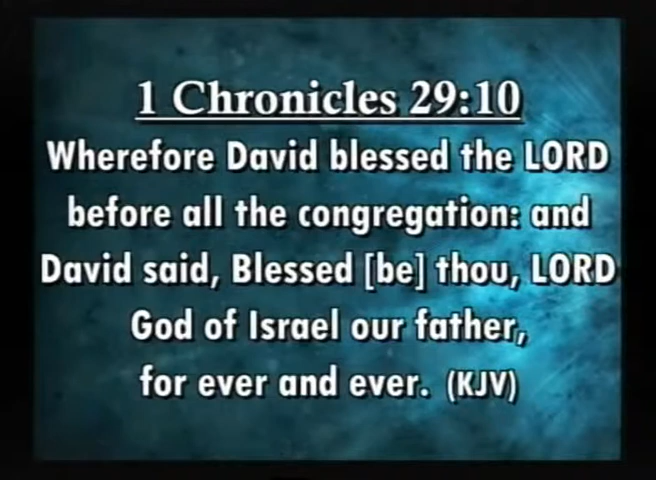 1 Chronicles 29:10
Wherefore David blessed the LORD
before all the congregation: and
David said, Blessed [be] thou, LORD
God of Israel our father,
for ever and ever. (KJV)